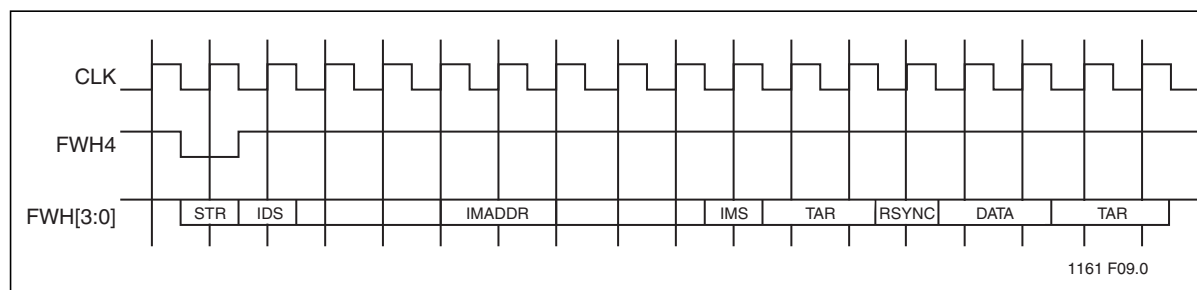 CLK
FWH4
FWH[3:0] STR IDS IMADDR IMS TAR RSYNC DATA TAR
1161 F09.0